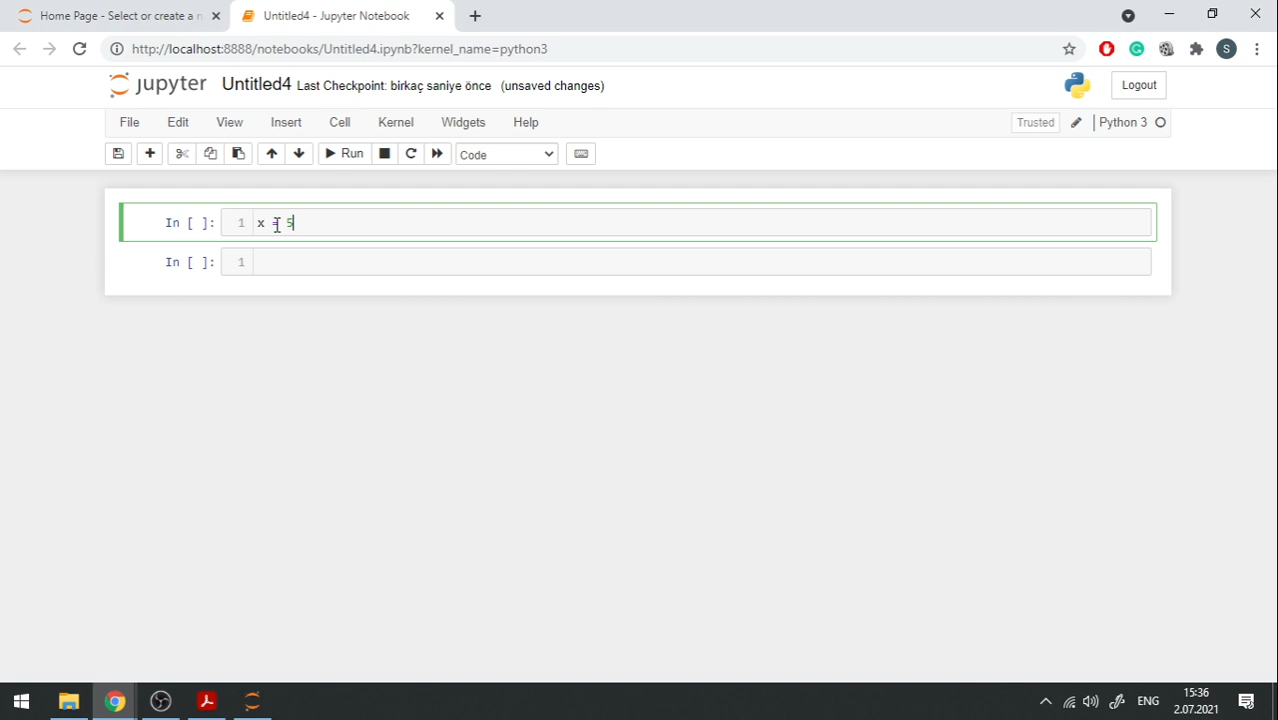 Home Page - Select or create a n
Untitled4 - Jupyter Notebook
http://localhost:8888/notebooks/Untitled4.ipynb?kernel_name=python3
S
jupyter Untitled4 Last Checkpoint: birkaç saniye önce (unsaved changes)
Logout
File Edit View Insert Cell Kernel Widgets Help
Trusted Python 3
Run Code
In [ ]: 1 x = 5
In [ ]: 1
ENG
15:36
2.07.2021